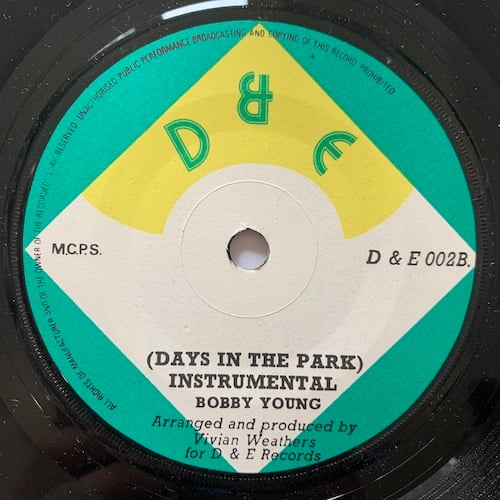 ALL RIGHTS OF MANUFACTURER AND/OF THE OWNER OF THE RECORDED RESERVED. UNAUTHORISED PUBLIC PERFORMANCE BROADCASTING AND COPYING OF THIS RECORD PROHIBITED
D & E
M.C.P.S.
D & E 002B.
(DAYS IN THE PARK)
INSTRUMENTAL
BOBBY YOUNG
Arranged and produced by
Vivian Weathers
for D & E Records